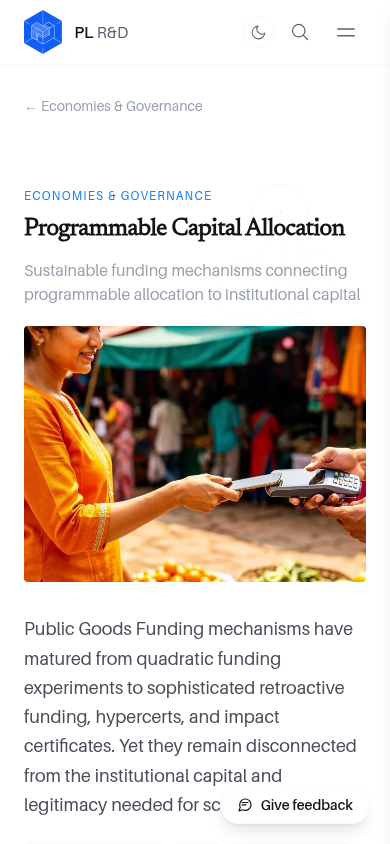 PL R&D
← Economies & Governance
ECONOMIES & GOVERNANCE
Programmable Capital Allocation
Sustainable funding mechanisms connecting
programmable allocation to institutional capital
Public Goods Funding mechanisms have
matured from quadratic funding
experiments to sophisticated retroactive
funding, hypercerts, and impact
certificates. Yet they remain disconnected
from the institutional capital and
legitimacy needed for
Give feedback